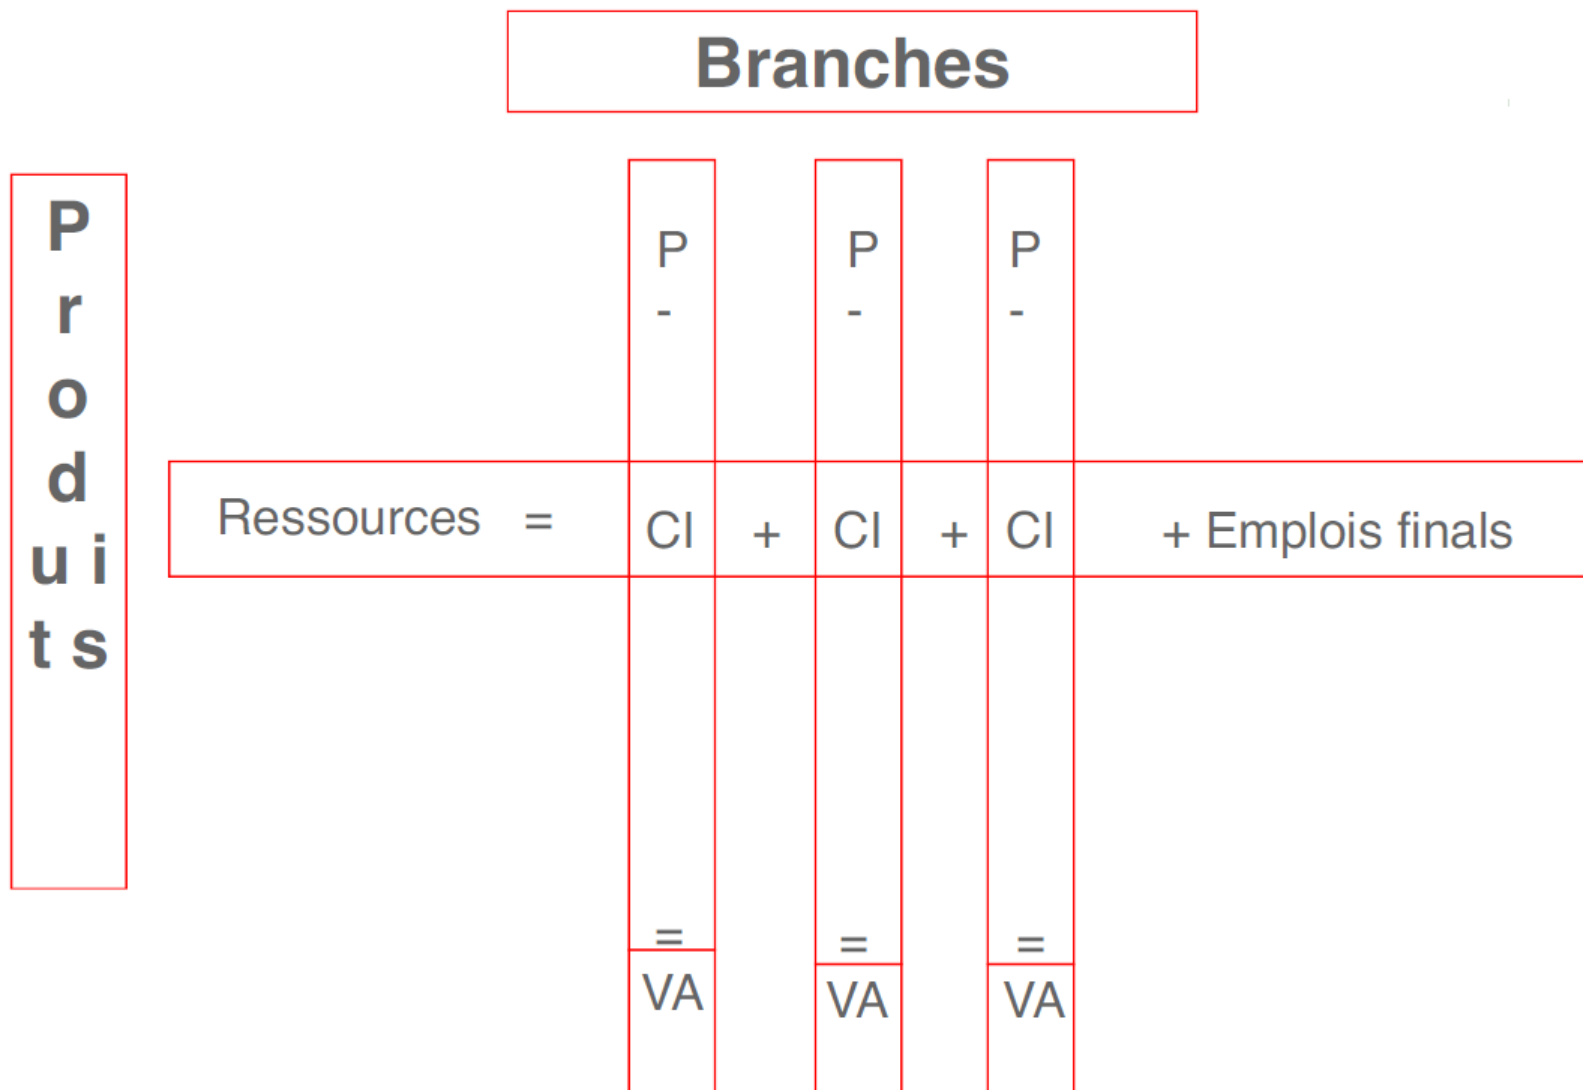 Branches
P
r
o
d
u i
t s
P P P
- - -
Ressources = CI + CI + CI + Emplois finals
= = =
VA VA VA